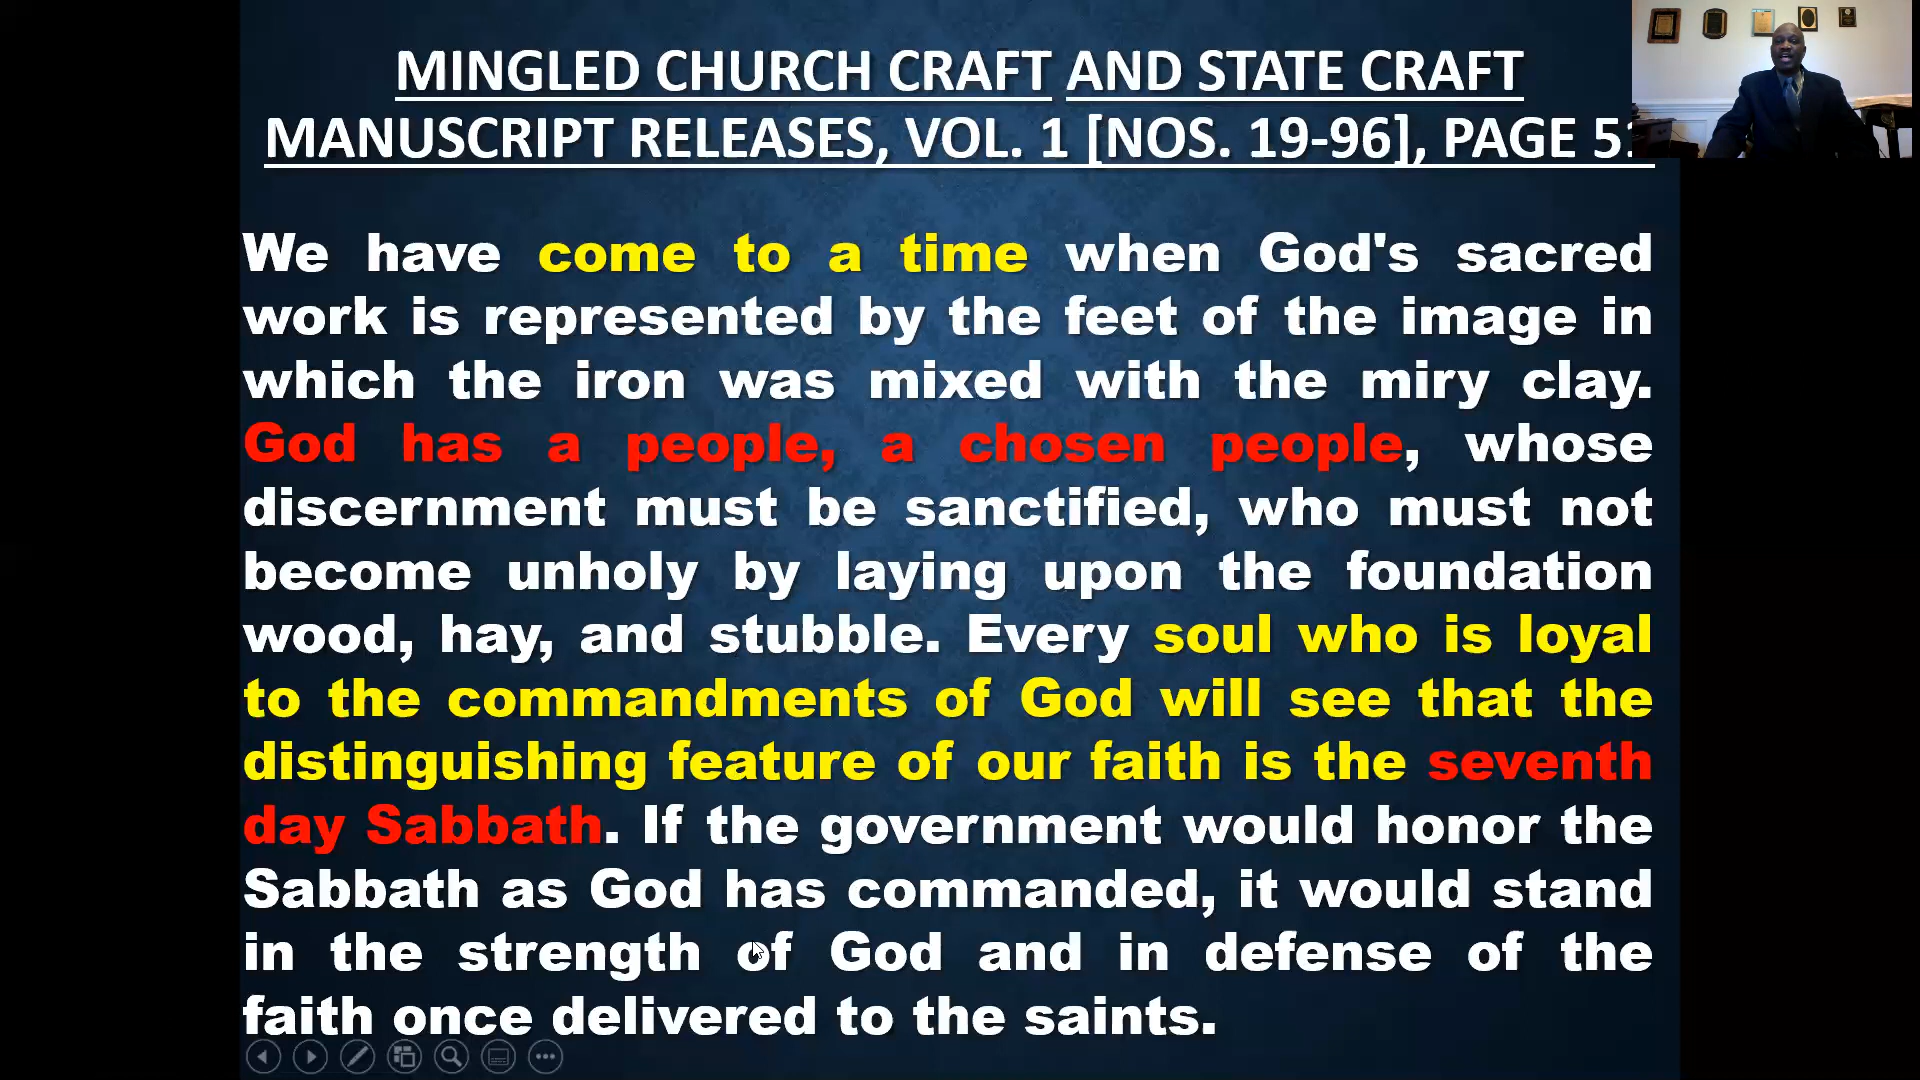 MINGLED CHURCH CRAFT AND STATE CRAFT
MANUSCRIPT RELEASES, VOL. 1 [NOS. 19-96], PAGE
We have come to a time when God's sacred
work is represented by the feet of the image in
which the iron was mixed with the miry clay.
God has a people, a chosen people, whose
discernment must be sanctified, who must not
become unholy by laying upon the foundation
wood, hay, and stubble. Every soul who is loyal
to the commandments of God will see that the
distinguishing feature of our faith is the seventh
day Sabbath. If the government would honor the
Sabbath as God has commanded, it would stand
in the strength of God and in defense of the
faith once delivered to the saints.